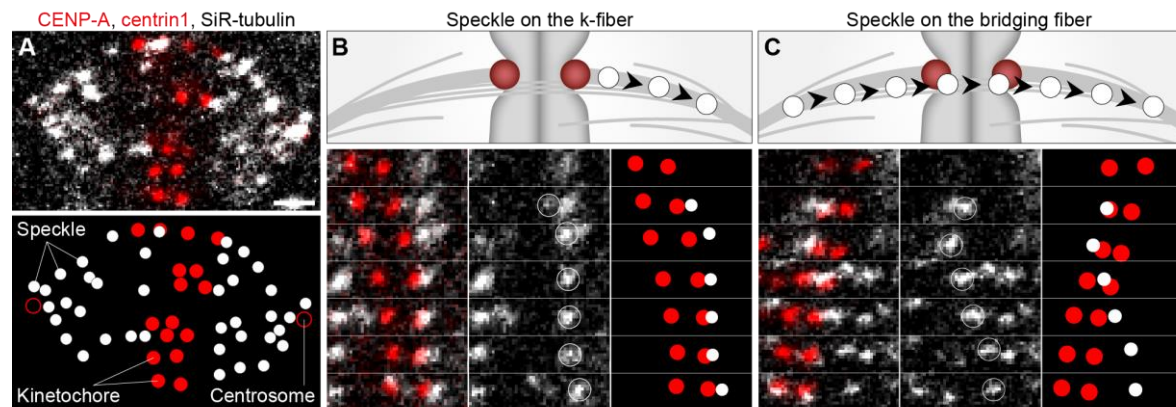 CENP-A, centrin1, SiR-tubulin
Speckle on the k-fiber
Speckle on the bridging fiber
A
B
C
Speckle
Kinetochore
Centrosome